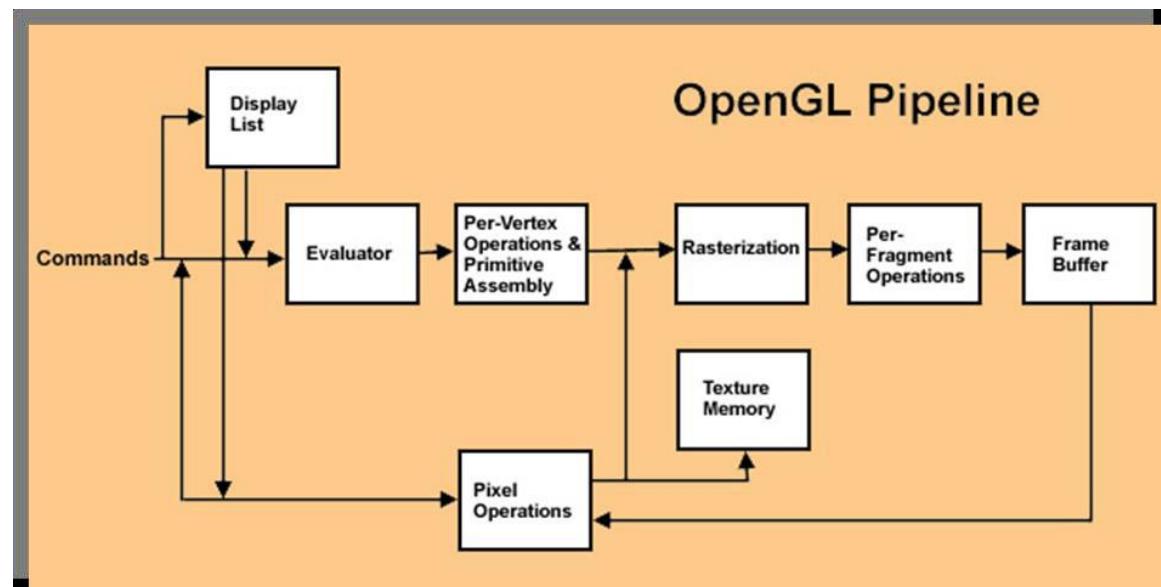 Display
List
OpenGL Pipeline
Commands
Evaluator
Per-Vertex
Operations &
Primitive
Assembly
Rasterization
Per-
Fragment
Operations
Frame
Buffer
Texture
Memory
Pixel
Operations